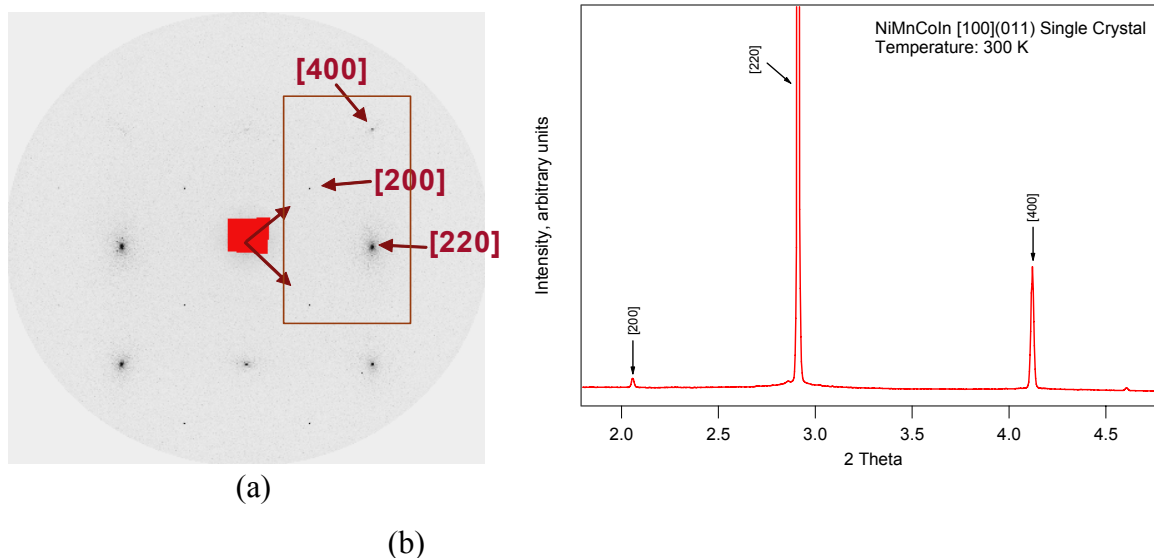 [400]
[200]
[220]
(a)
NiMnCoIn [100](011) Single Crystal
Temperature: 300 K
[220]
[200]
[400]
Intensity, arbitrary units
2.0 2.5 3.0 3.5 4.0 4.5
2 Theta
(b)